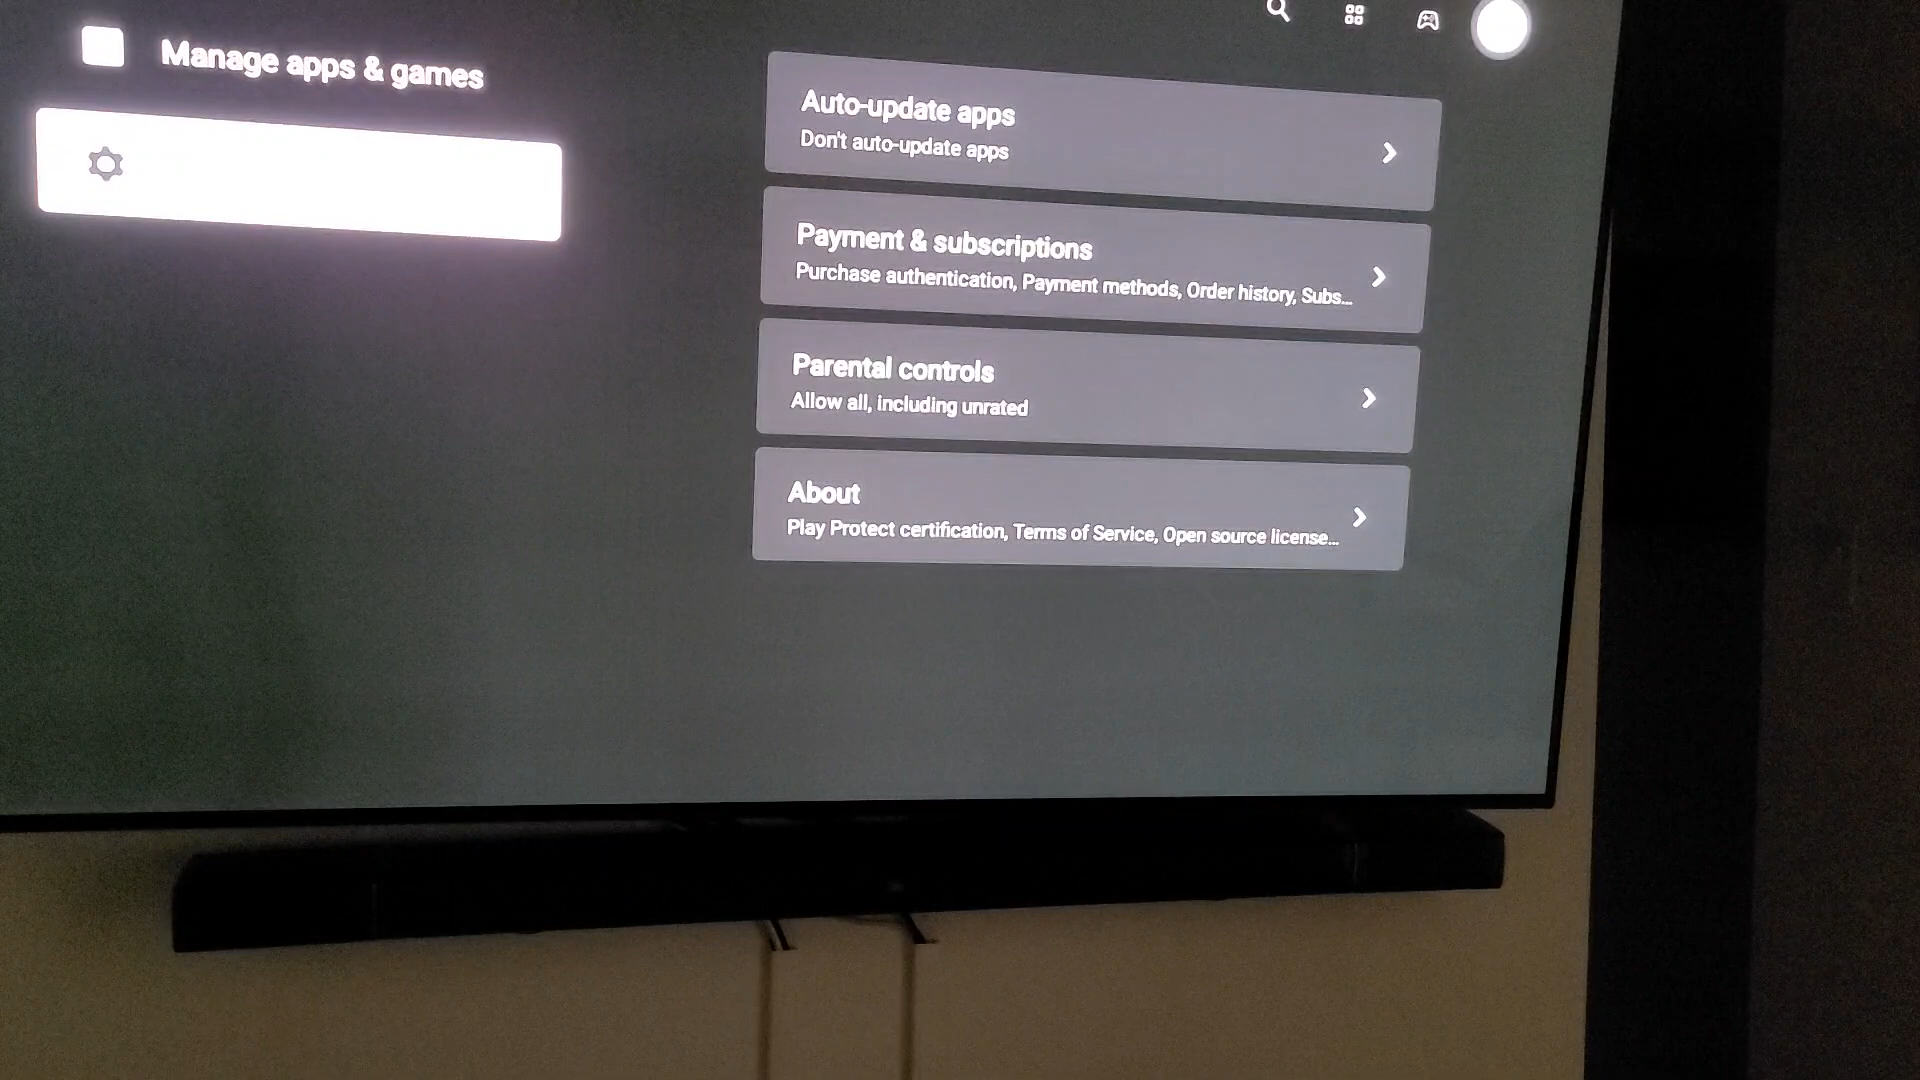 Manage apps & games
Auto-update apps
Don't auto-update apps
Payment & subscriptions
Purchase authentication, Payment methods, Order history, Subs...
Parental controls
Allow all, including unrated
About
Play Protect certification, Terms of Service, Open source license...